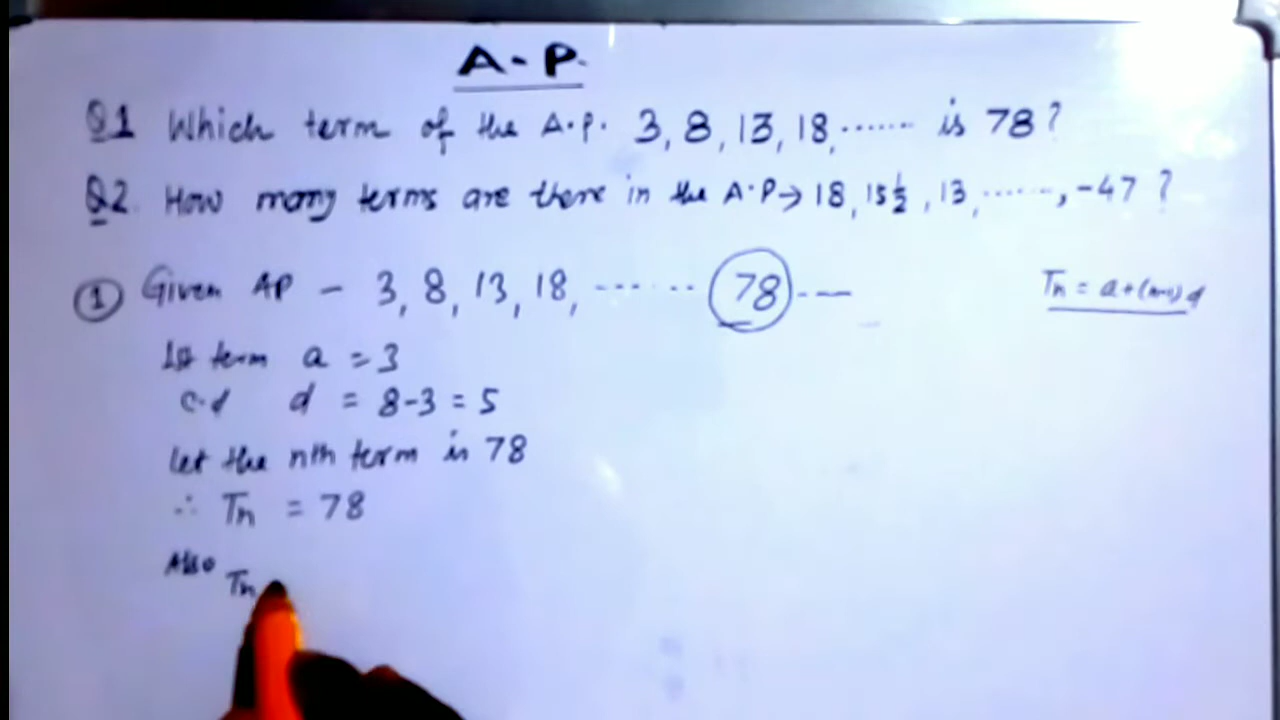 A.P.
Q1 Which term of the A.P. 3, 8, 13, 18, ...... is 78?
Q2. How many terms are there in the A.P → 18, 15½, 13, ......, -47 ?
① Given AP - 3, 8, 13, 18, ...... 78 ---
Tn = a+(n-1)d
1st term a = 3
c.d d = 8-3 = 5
Let the nth term is 78
∴ Tn = 78
Also Tn